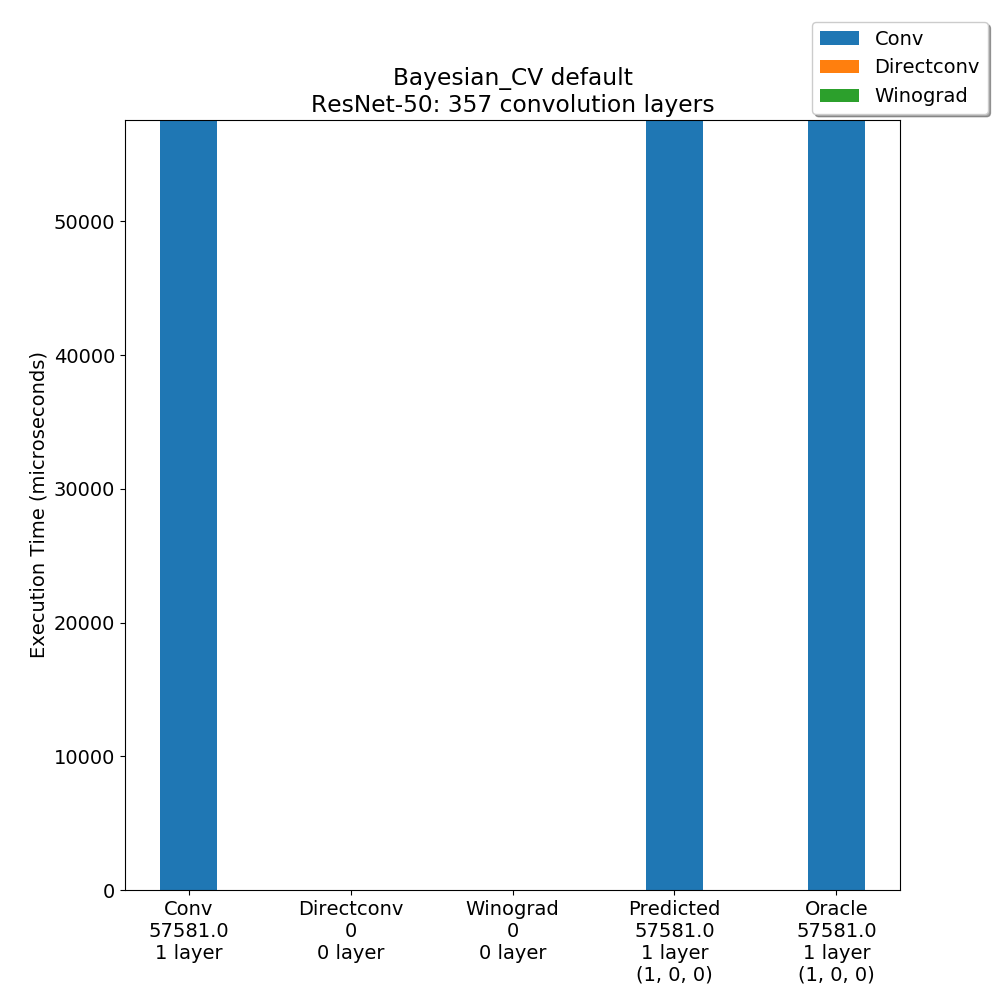 Conv
Directconv
Winograd
Bayesian_CV default
ResNet-50: 357 convolution layers
Execution Time (microseconds)
50000
40000
30000
20000
10000
0
Conv
57581.0
1 layer
Directconv
0
0 layer
Winograd
0
0 layer
Predicted
57581.0
1 layer
(1, 0, 0)
Oracle
57581.0
1 layer
(1, 0, 0)